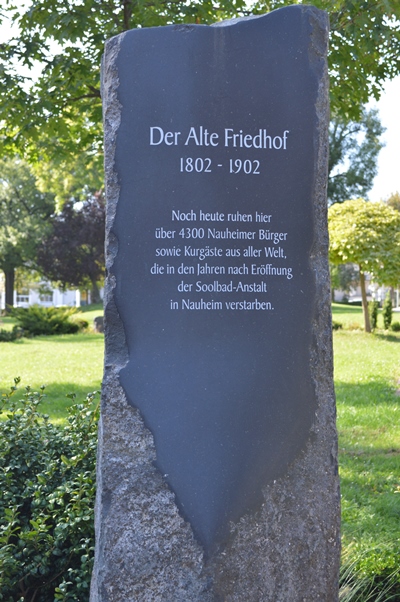 Der Alte Friedhof
1802 - 1902
Noch heute ruhen hier
über 4300 Nauheimer Bürger
sowie Kurgäste aus aller Welt,
die in den Jahren nach Eröffnung
der Soolbad-Anstalt
in Nauheim verstarben.